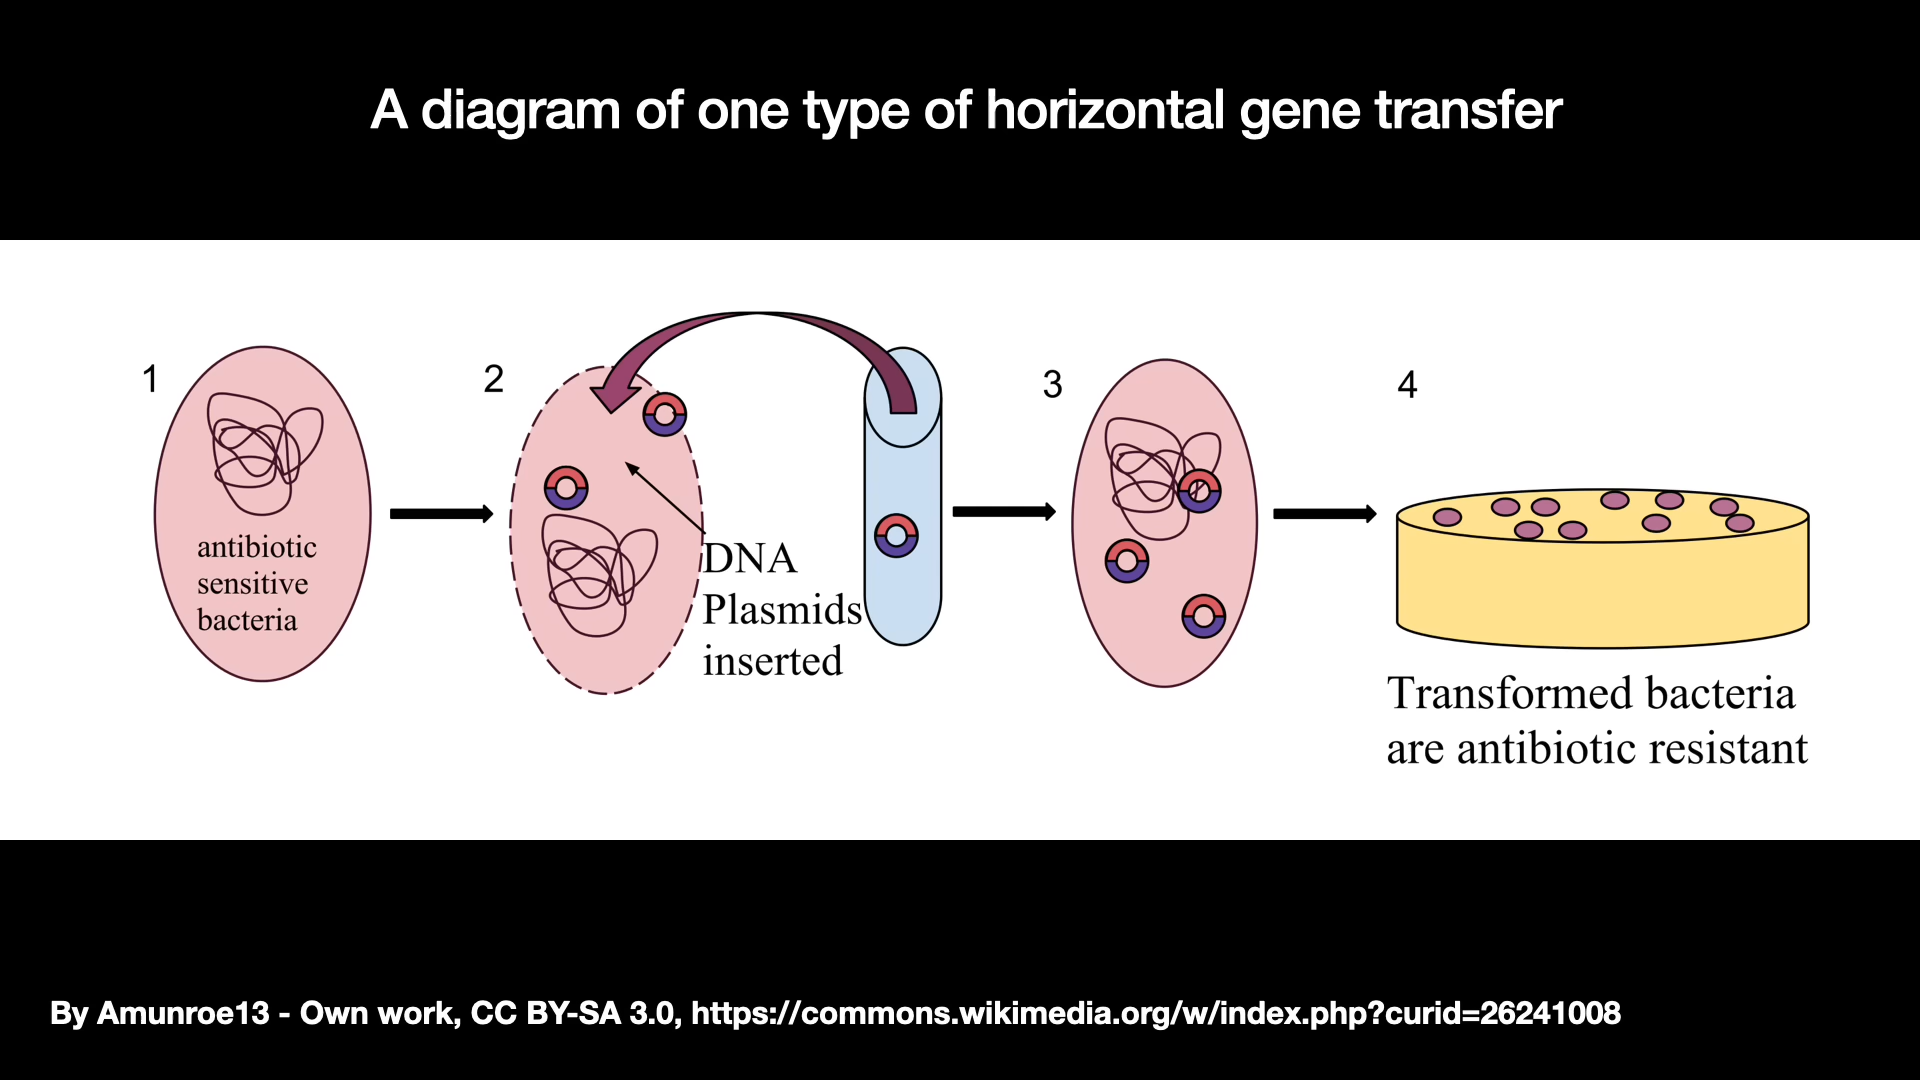 A diagram of one type of horizontal gene transfer
1
antibiotic
sensitive
bacteria
2
DNA
Plasmids
inserted
3
4
Transformed bacteria
are antibiotic resistant
By Amunroe13 - Own work, CC BY-SA 3.0, https://commons.wikimedia.org/w/index.php?curid=26241008